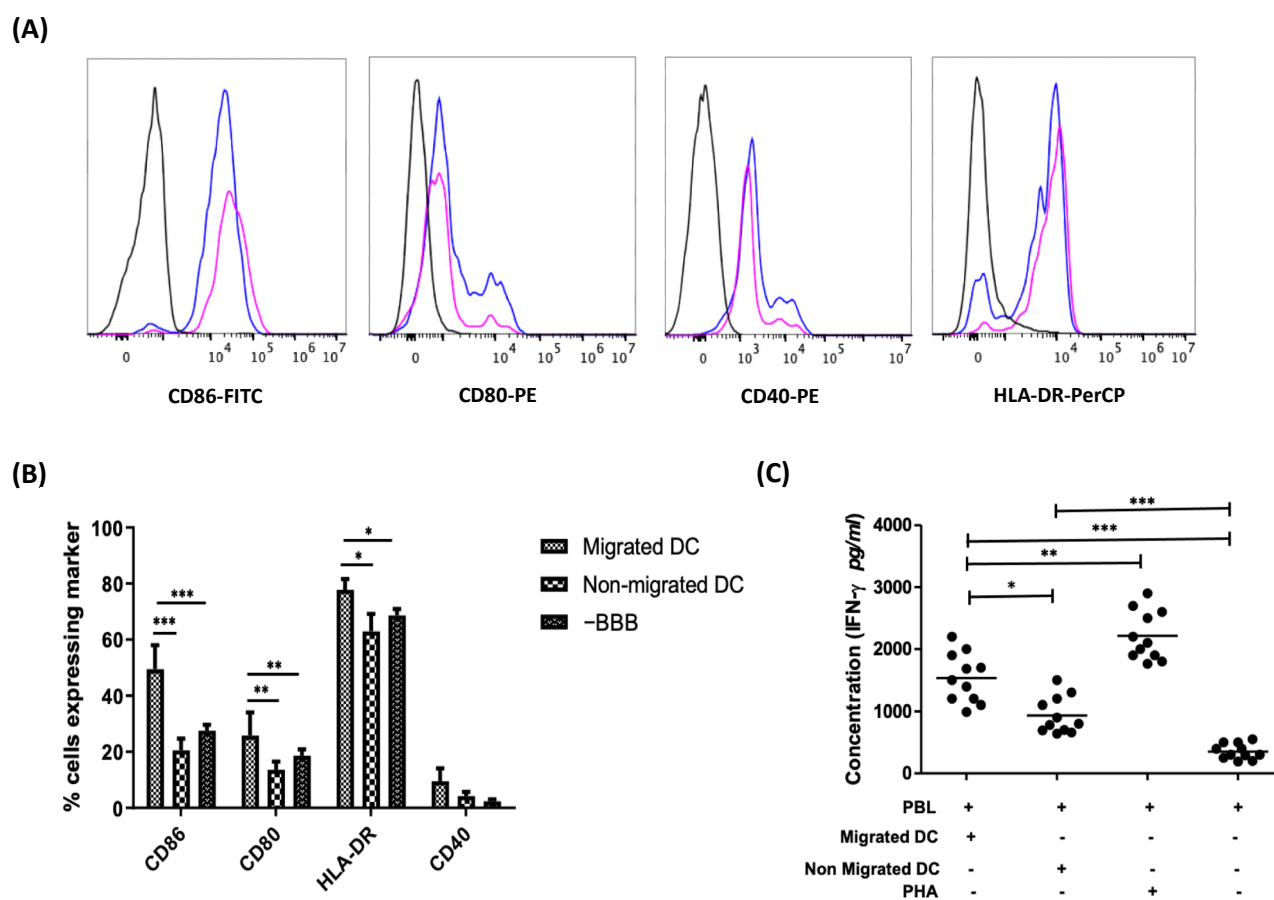 (A)
0 10^4 10^5 10^6 10^7
0 10^4 10^5 10^6 10^7
0 10^3 10^4 10^5 10^7
0 10^4 10^5 10^6 10^7
CD86-FITC
CD80-PE
CD40-PE
HLA-DR-PerCP
(B)
% cells expressing marker
100
80
60
40
20
0
*** ***
** **
* *
CD86
CD80
HLA-DR
CD40
Migrated DC
Non-migrated DC
−BBB
(C)
Concentration (IFN-γ pg/ml)
4000
3000
2000
1000
0
***
***
**
*
PBL + + + +
Migrated DC + - - -
Non Migrated DC - + - -
PHA - - + -